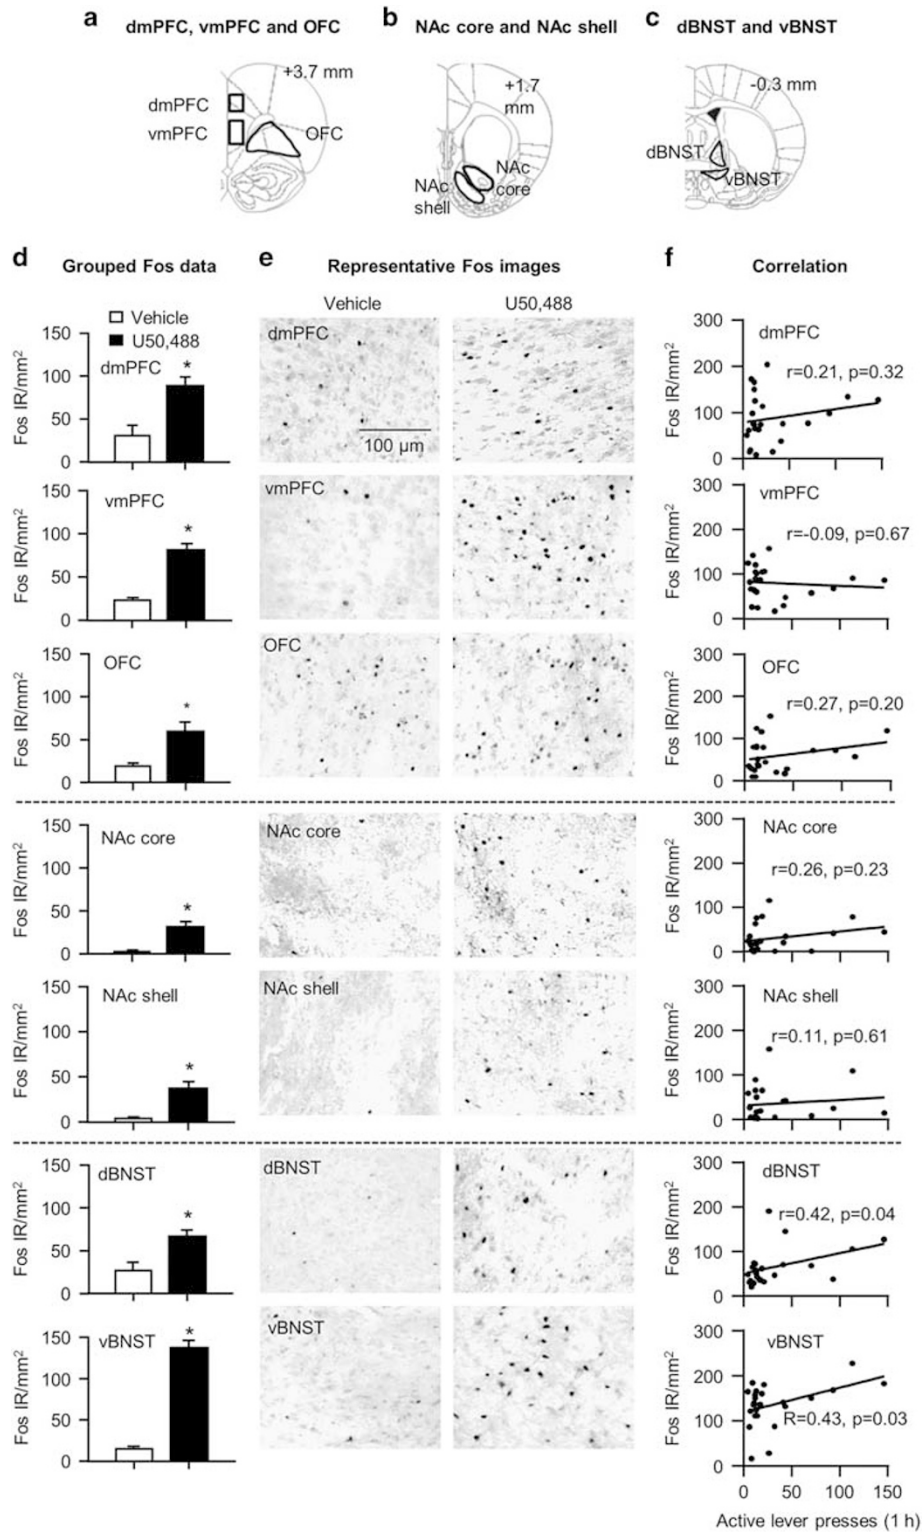 a dmPFC, vmPFC and OFC
+3.7 mm
dmPFC
vmPFC
OFC
b NAc core and NAc shell
+1.7
mm
NAc
core
NAc
shell
c dBNST and vBNST
-0.3 mm
dBNST
vBNST
d Grouped Fos data
Vehicle
U50,488
dmPFC
*
150
100
50
0
Fos IR/mm²
vmPFC
*
150
100
50
0
Fos IR/mm²
OFC
*
150
100
50
0
Fos IR/mm²
NAc core
*
150
100
50
0
Fos IR/mm²
NAc shell
*
150
100
50
0
Fos IR/mm²
dBNST
*
150
100
50
0
Fos IR/mm²
vBNST
*
150
100
50
0
Fos IR/mm²
e Representative Fos images
Vehicle U50,488
dmPFC
100 µm
vmPFC
OFC
NAc core
NAc shell
dBNST
vBNST
f Correlation
dmPFC
r=0.21, p=0.32
300
200
100
0
Fos IR/mm²
vmPFC
r=-0.09, p=0.67
300
200
100
0
Fos IR/mm²
OFC
r=0.27, p=0.20
300
200
100
0
Fos IR/mm²
NAc core
r=0.26, p=0.23
300
200
100
0
Fos IR/mm²
NAc shell
r=0.11, p=0.61
300
200
100
0
Fos IR/mm²
dBNST
r=0.42, p=0.04
300
200
100
0
Fos IR/mm²
vBNST
R=0.43, p=0.03
300
200
100
0
Fos IR/mm²
0 50 100 150
Active lever presses (1 h)